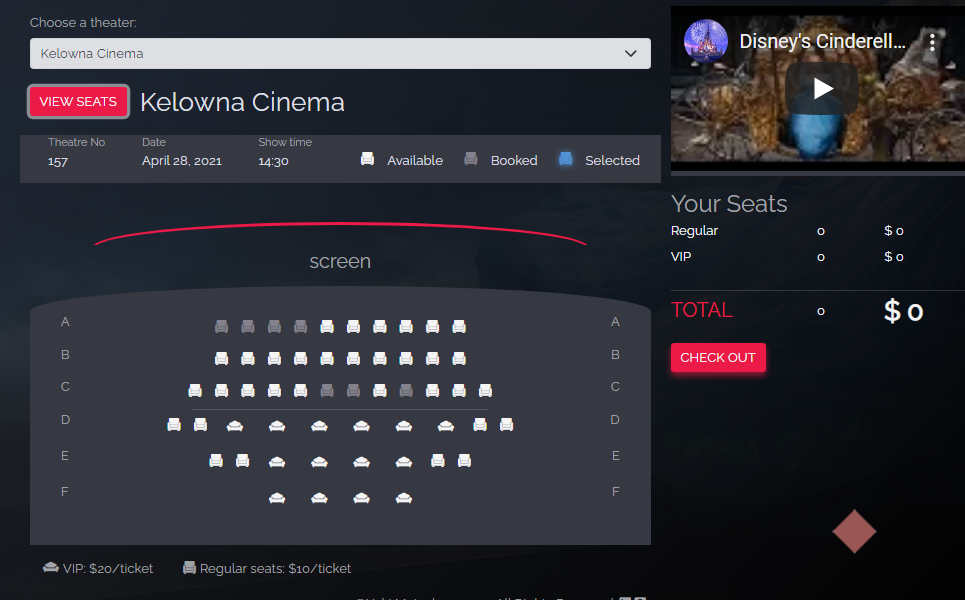 Choose a theater:
Kelowna Cinema
VIEW SEATS Kelowna Cinema
Theatre No Date Show time
157 April 28, 2021 14:30 Available Booked Selected
Disney's Cinderell...
screen
A A
B B
C C
D D
E E
F F
VIP: $20/ticket Regular seats: $10/ticket
Your Seats
Regular 0 $ 0
VIP 0 $ 0
TOTAL 0 $ 0
CHECK OUT